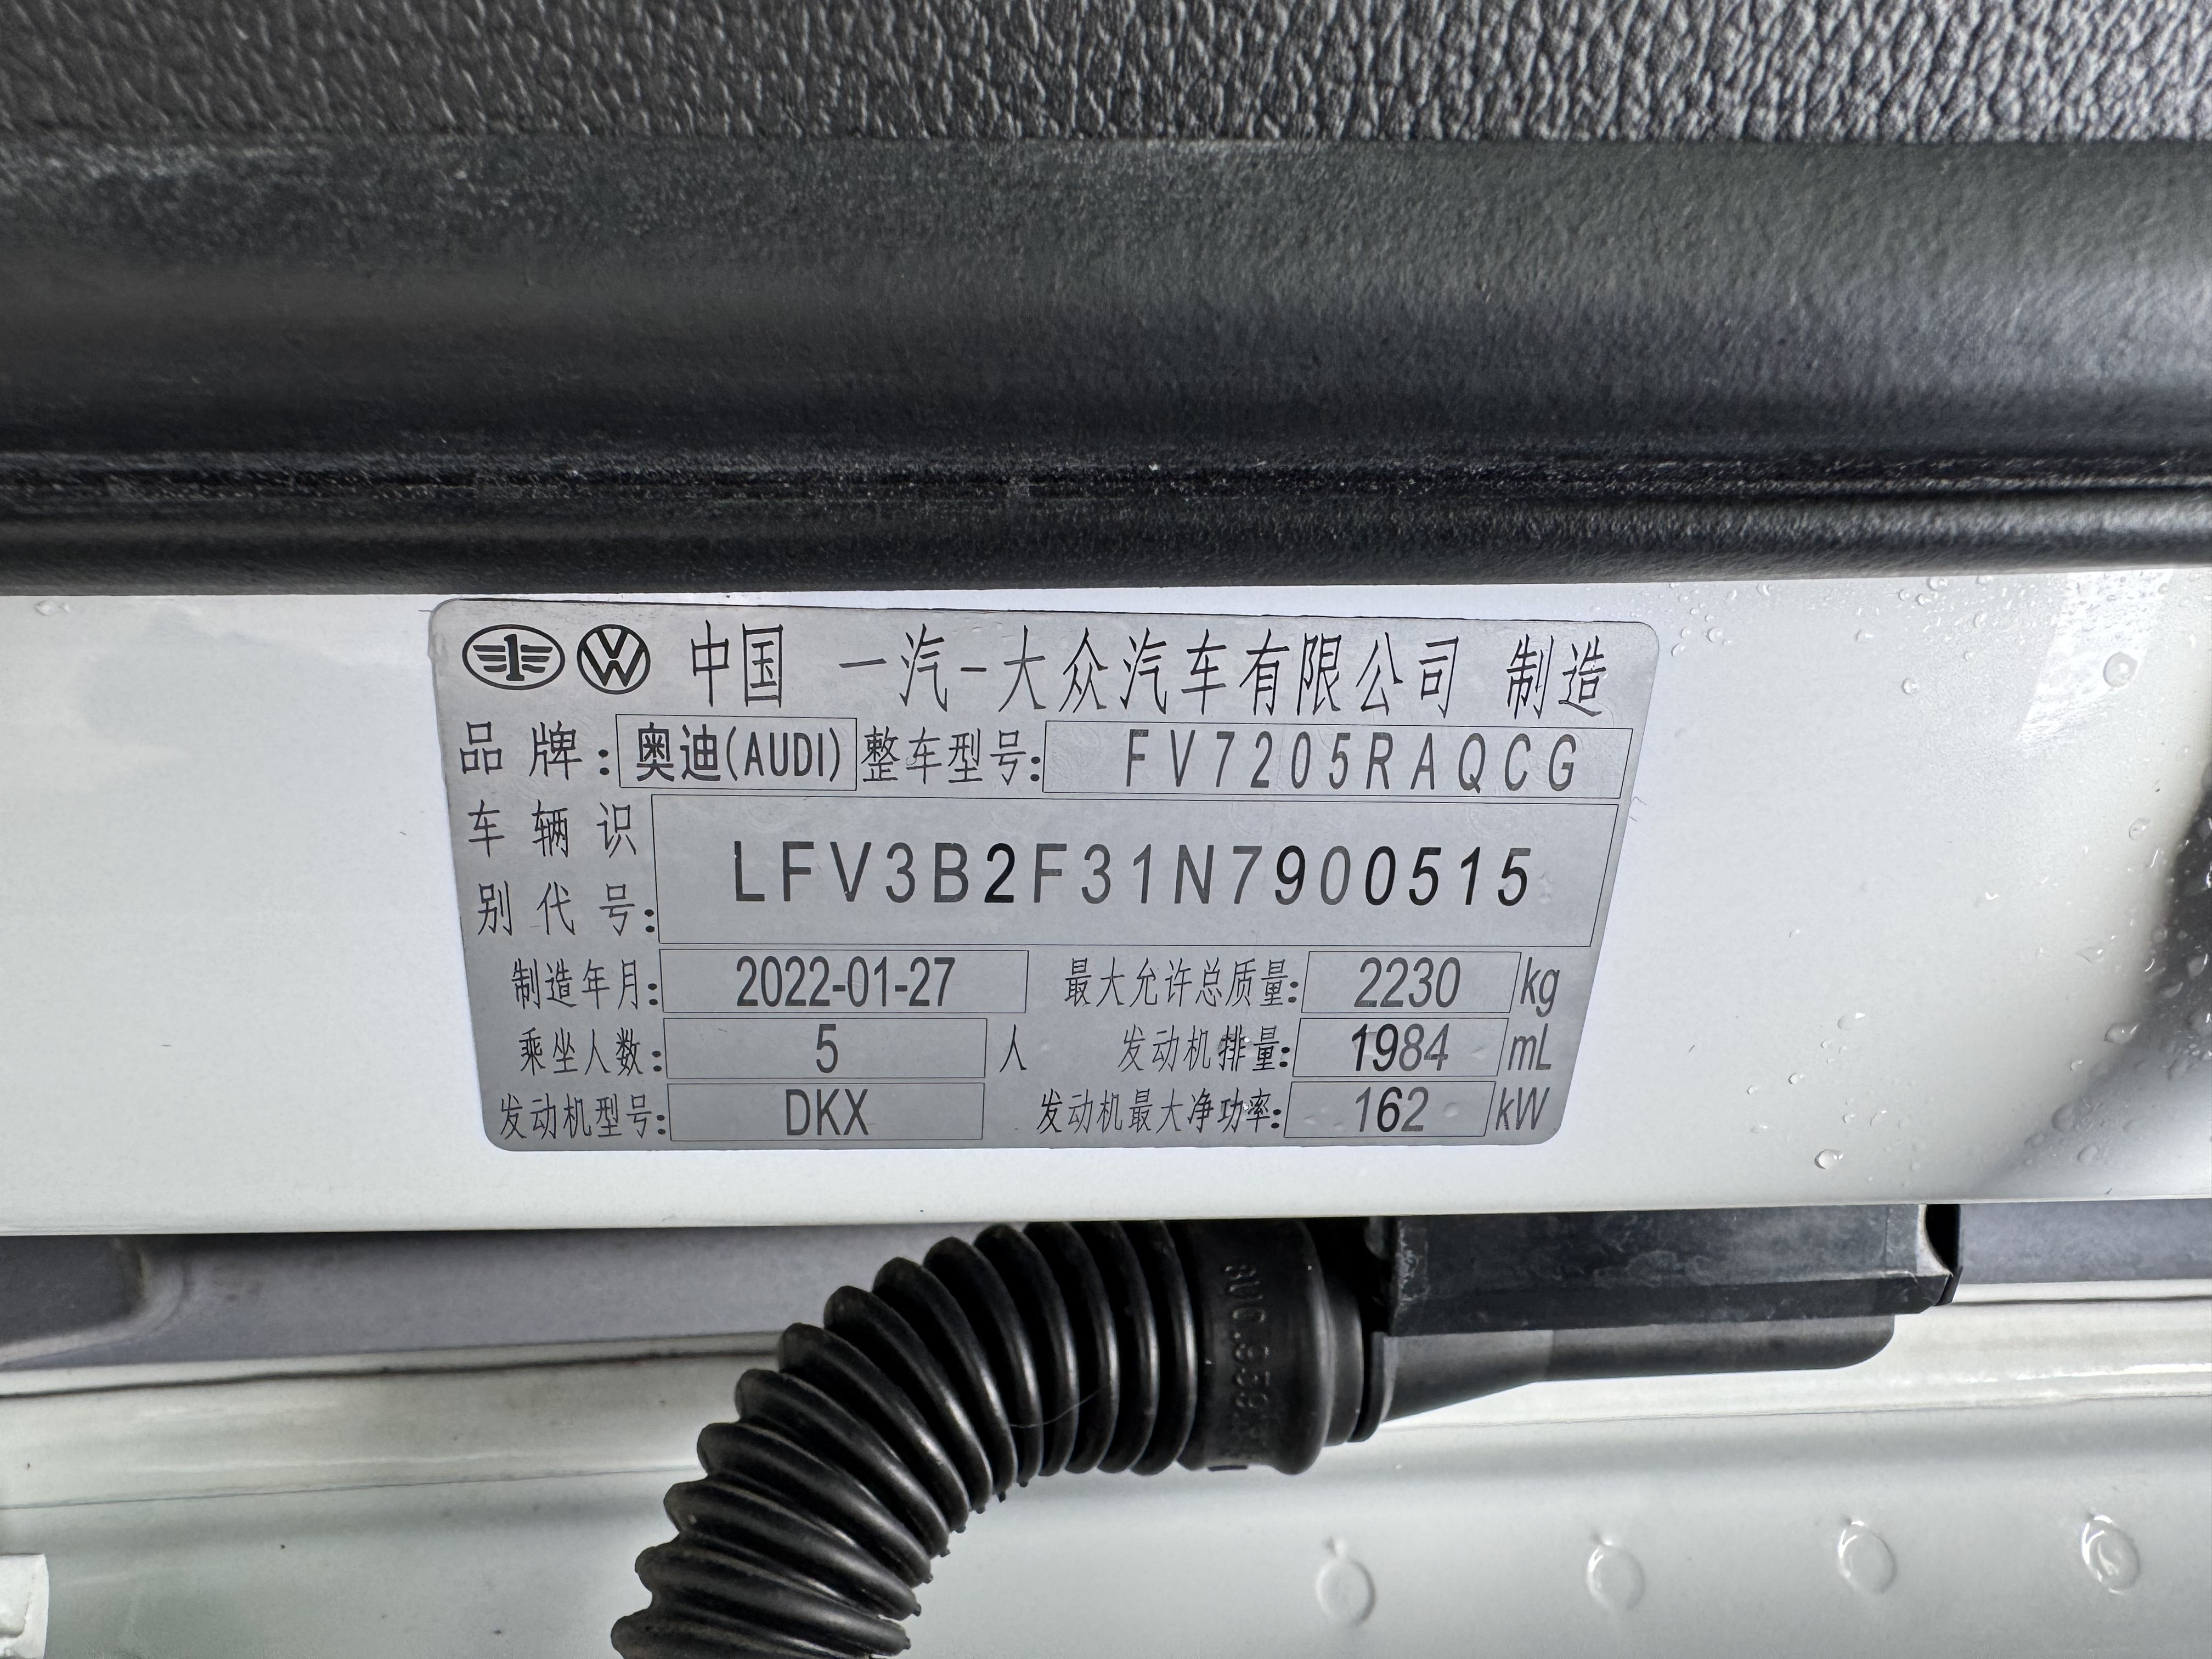 中国 一汽-大众汽车有限公司 制造
品牌: 奥迪(AUDI) 整车型号: FV7205RAQCG
车辆识别代号: LFV3B2F31N7900515
制造年月: 2022-01-27 最大允许总质量: 2230 kg
乘坐人数: 5 人 发动机排量: 1984 mL
发动机型号: DKX 发动机最大净功率: 162 kW